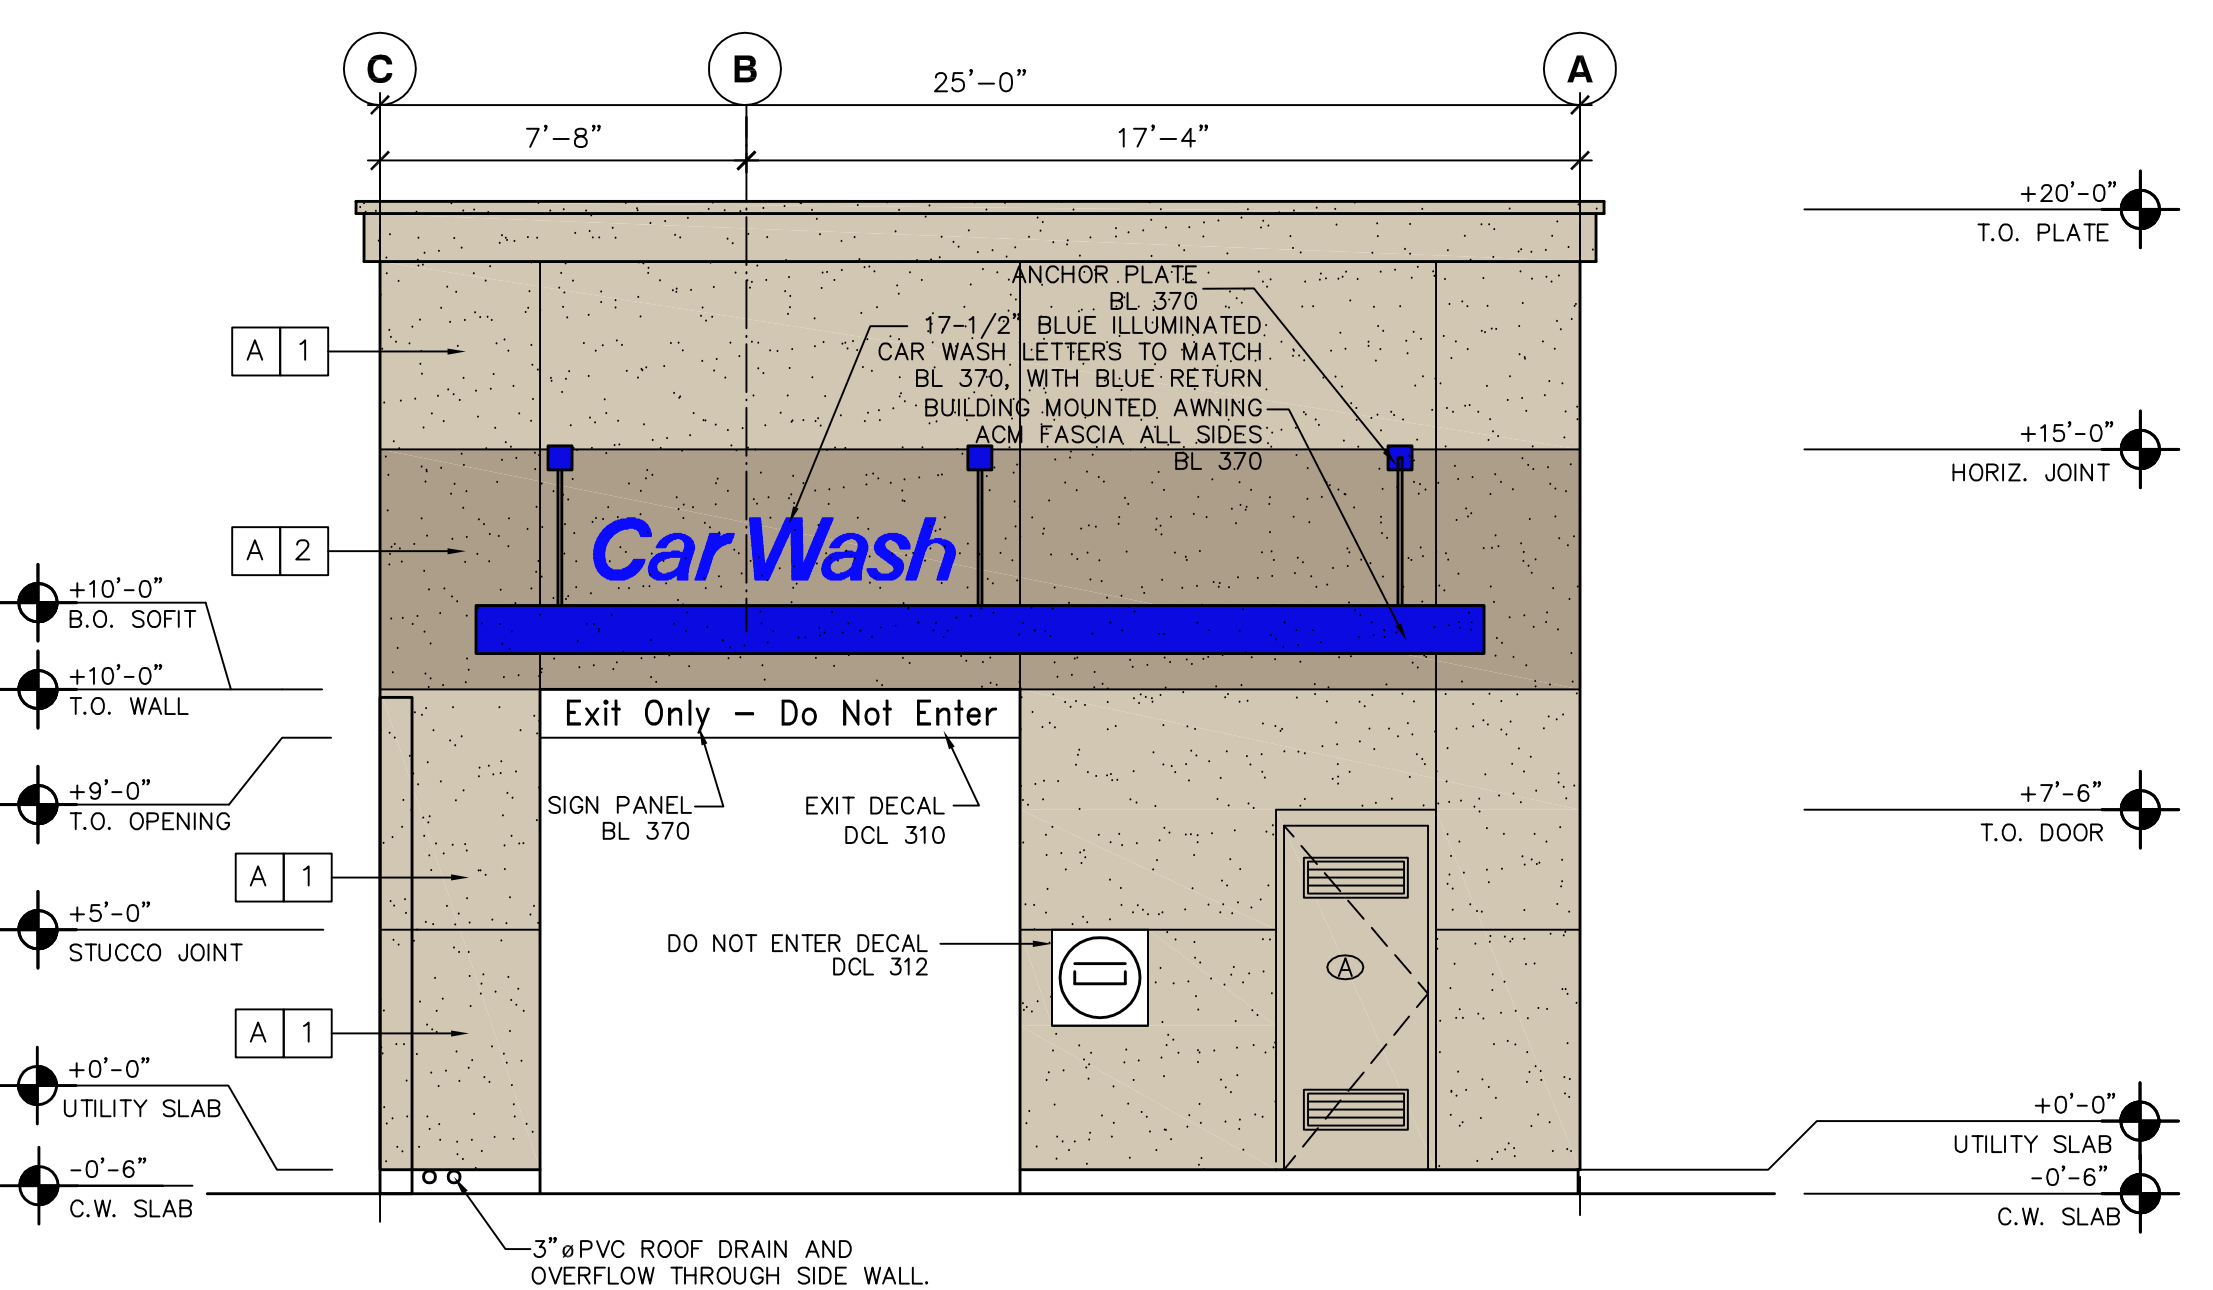 C
B
A
25'-0"
7'-8"
17'-4"
+20'-0"
T.O. PLATE
ANCHOR PLATE
BL 370
17-1/2" BLUE ILLUMINATED
CAR WASH LETTERS TO MATCH
BL 370, WITH BLUE RETURN
BUILDING MOUNTED AWNING
ACM FASCIA ALL SIDES
BL 370
A 1
+15'-0"
HORIZ. JOINT
A 2
Car Wash
+10'-0"
B.O. SOFIT
+10'-0"
T.O. WALL
Exit Only - Do Not Enter
+9'-0"
T.O. OPENING
SIGN PANEL
BL 370
EXIT DECAL
DCL 310
+7'-6"
T.O. DOOR
A 1
+5'-0"
STUCCO JOINT
DO NOT ENTER DECAL
DCL 312
A
A 1
+0'-0"
UTILITY SLAB
-0'-6"
C.W. SLAB
+0'-0"
UTILITY SLAB
-0'-6"
C.W. SLAB
3"øPVC ROOF DRAIN AND
OVERFLOW THROUGH SIDE WALL.